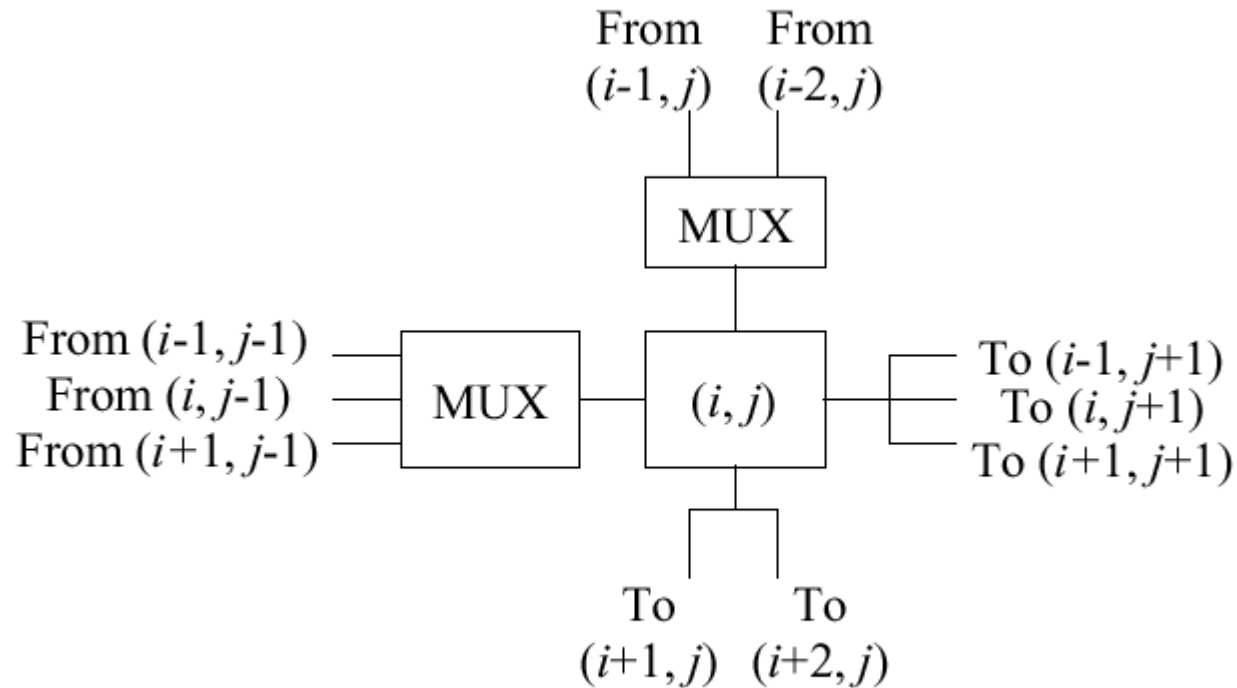 From From
(i-1, j) (i-2, j)
MUX
From (i-1, j-1)
From (i, j-1)
From (i+1, j-1)
MUX
(i, j)
To (i-1, j+1)
To (i, j+1)
To (i+1, j+1)
To To
(i+1, j) (i+2, j)